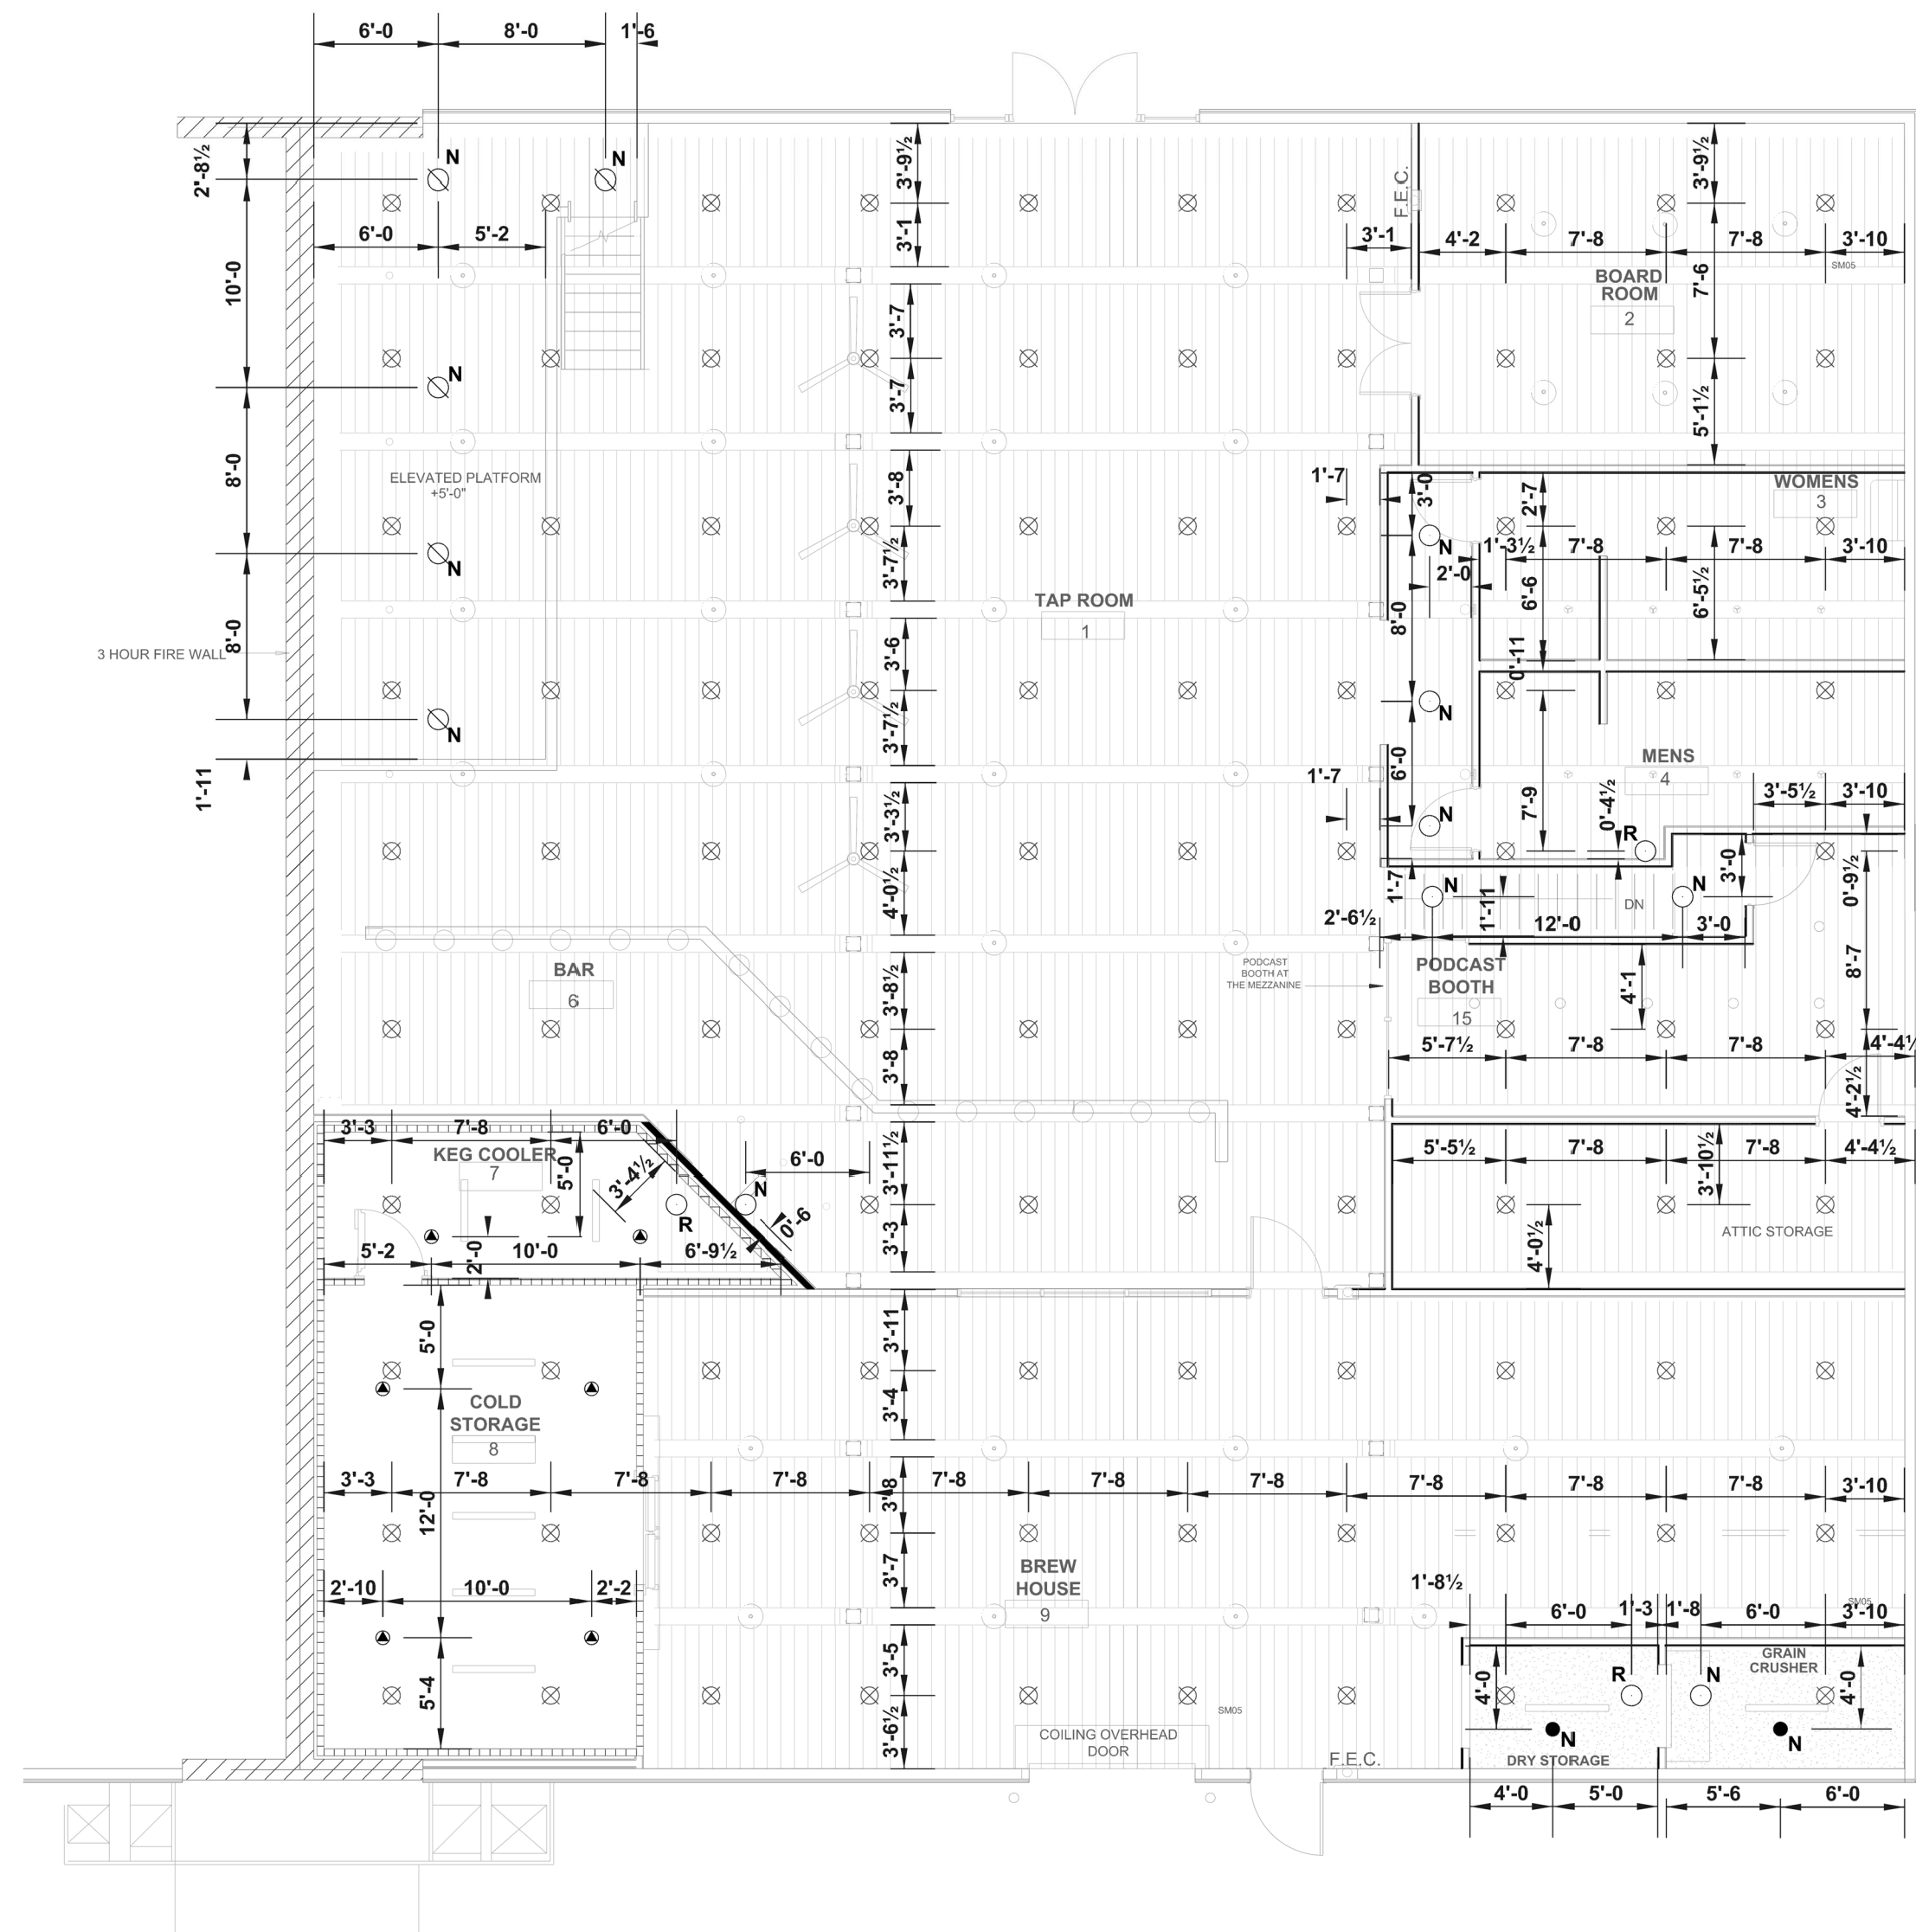 6'-0
8'-0
1'-6
2'-8½
N
N
3'-9½
3'-9½
F.E.C.
6'-0
5'-2
3'-1
3'-1
4'-2
7'-8
7'-8
3'-10
SM05
10'-0
BOARD
ROOM
2
7'-6
3'-7
N
3'-7
5'-1½
ELEVATED PLATFORM
+5'-0"
8'-0
3'-8
1'-7
3'-0
2'-7
WOMENS
3
N
N
1'-3½
7'-8
7'-8
3'-10
2'-0
3'-7½
6'-6
6'-5½
TAP ROOM
1
8'-0
3 HOUR FIRE WALL
8'-0
3'-6
0'-11
N
N
3'-7½
MENS
4
1'-7
6'-0
1'-11
3'-3½
7'-9
0'-4½
3'-5½
3'-10
N
R
4'-0½
1'-7
3'-0
0'-9½
N
N
1'-11
DN
2'-6½
12'-0
3'-0
BAR
6
PODCAST
BOOTH AT
THE MEZZANINE
PODCAST
BOOTH
15
3'-8½
4'-1
8'-7
3'-8
5'-7½
7'-8
7'-8
4'-4½
4'-2½
3'-3
7'-8
6'-0
KEG COOLER
7
5'-0
3'-4½
6'-0
3'-11½
5'-5½
7'-8
7'-8
4'-4½
3'-10½
N
R
0'-6
3'-3
4'-0½
ATTIC STORAGE
5'-2
2'-0
10'-0
6'-9½
5'-0
3'-11
3'-4
COLD
STORAGE
8
3'-3
7'-8
7'-8
7'-8
7'-8
7'-8
7'-8
7'-8
7'-8
7'-8
3'-10
3'-8
12'-0
3'-7
BREW
HOUSE
9
2'-10
10'-0
2'-2
1'-8½
6'-0
1'-3
1'-8
6'-0
SM05
3'-10
5'-4
3'-5
GRAIN
CRUSHER
4'-0
R
N
4'-0
3'-6½
SM05
COILING OVERHEAD
DOOR
F.E.C.
N
N
DRY STORAGE
4'-0
5'-0
5'-6
6'-0